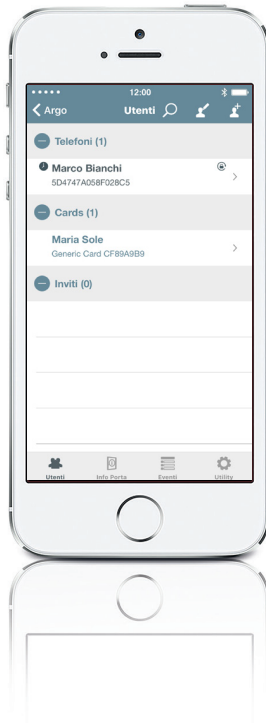 12:00
Argo
Utenti
Telefoni (1)
Marco Bianchi
5D4747A058F028C5
Cards (1)
Maria Sole
Generic Card CF89A9B9
Inviti (0)
Utenti Info Porta Eventi Utility